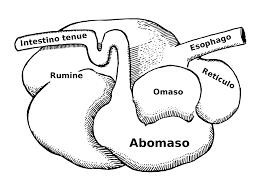 Intestino tenue
Esophago
Rumine
Reticulo
Omaso
Abomaso